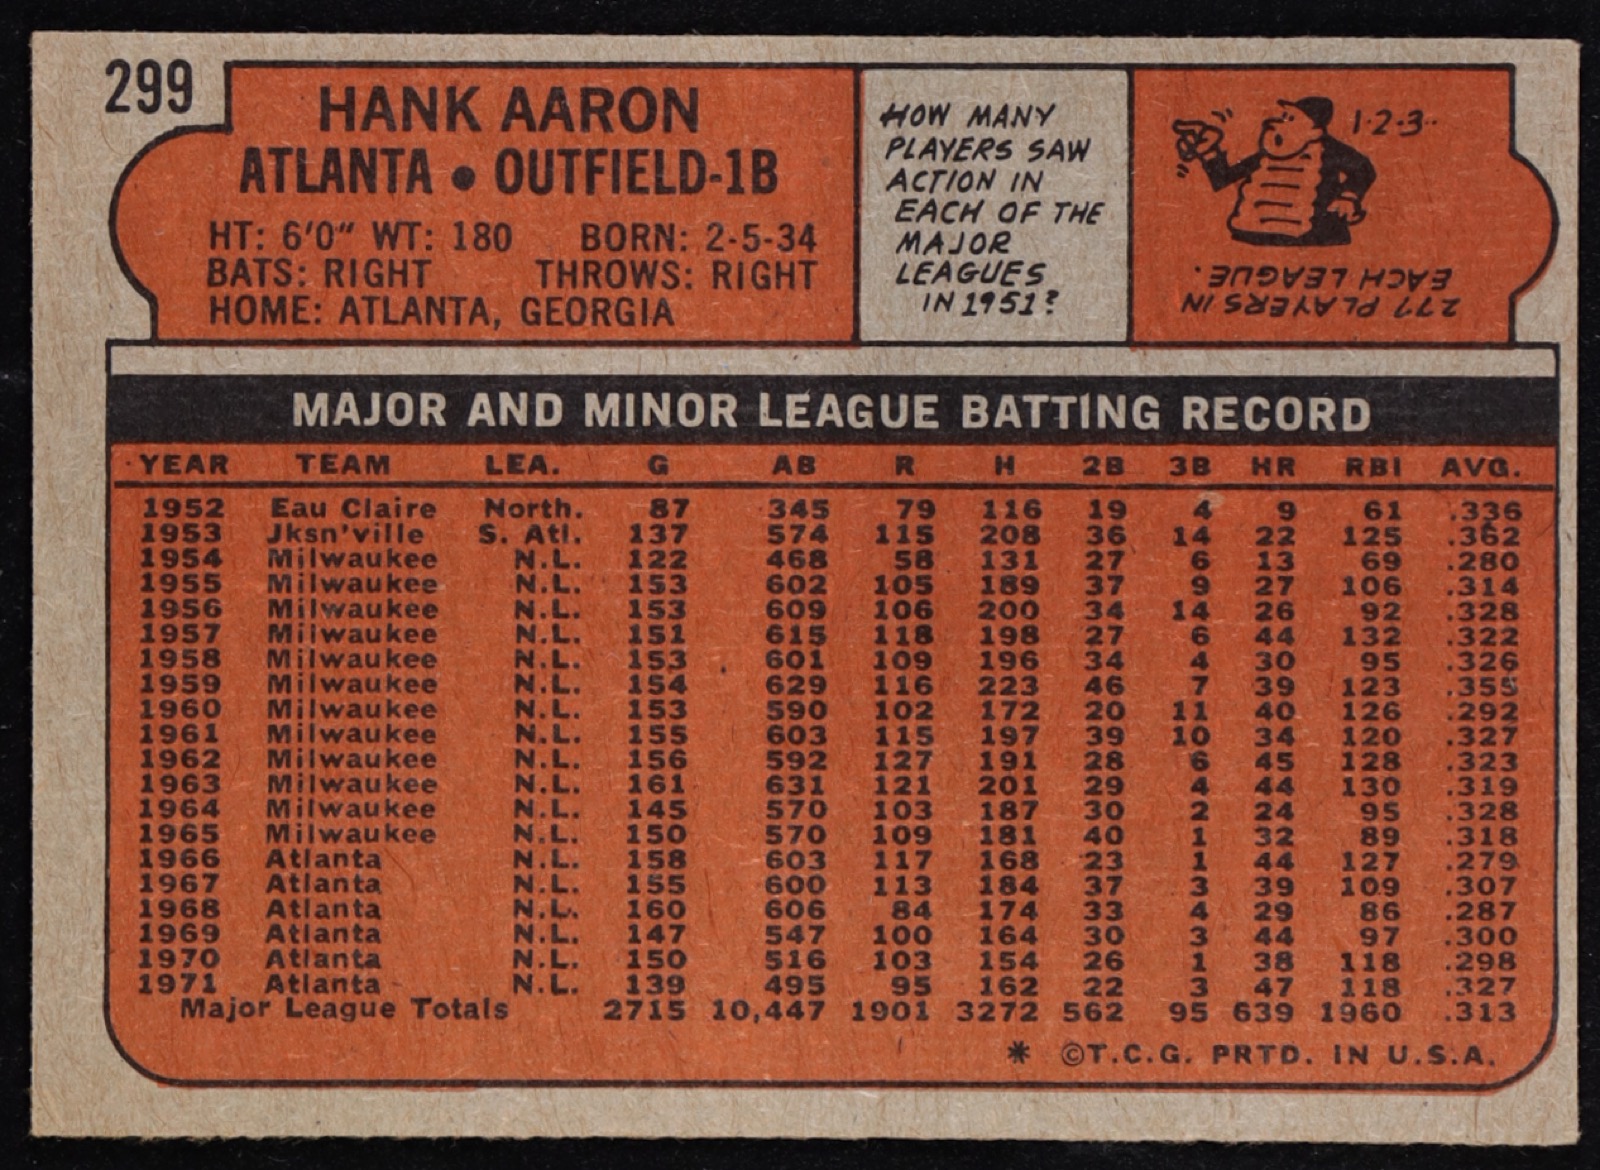 299
HANK AARON
ATLANTA • OUTFIELD-1B
HT: 6'0" WT: 180 BORN: 2-5-34
BATS: RIGHT THROWS: RIGHT
HOME: ATLANTA, GEORGIA
HOW MANY
PLAYERS SAW
ACTION IN
EACH OF THE
MAJOR
LEAGUES
IN 1951?
1-2-3--
277 PLAYERS IN
EACH LEAGUE.
MAJOR AND MINOR LEAGUE BATTING RECORD
YEAR TEAM LEA. G AB R H 2B 3B HR RBI AVG.
1952 Eau Claire North. 87 345 79 116 19 4 9 61 .336
1953 Jksn'ville S. Atl. 137 574 115 208 36 14 22 125 .362
1954 Milwaukee N.L. 122 468 58 131 27 6 13 69 .280
1955 Milwaukee N.L. 153 602 105 189 37 9 27 106 .314
1956 Milwaukee N.L. 153 609 106 200 34 14 26 92 .328
1957 Milwaukee N.L. 151 615 118 198 27 6 44 132 .322
1958 Milwaukee N.L. 153 601 109 196 34 4 30 95 .326
1959 Milwaukee N.L. 154 629 116 223 46 7 39 123 .355
1960 Milwaukee N.L. 153 590 102 172 20 11 40 126 .292
1961 Milwaukee N.L. 155 603 115 197 39 10 34 120 .327
1962 Milwaukee N.L. 156 592 127 191 28 6 45 128 .323
1963 Milwaukee N.L. 161 631 121 201 29 4 44 130 .319
1964 Milwaukee N.L. 145 570 103 187 30 2 24 95 .328
1965 Milwaukee N.L. 150 570 109 181 40 1 32 89 .318
1966 Atlanta N.L. 158 603 117 168 23 1 44 127 .279
1967 Atlanta N.L. 155 600 113 184 37 3 39 109 .307
1968 Atlanta N.L. 160 606 84 174 33 4 29 86 .287
1969 Atlanta N.L. 147 547 100 164 30 3 44 97 .300
1970 Atlanta N.L. 150 516 103 154 26 1 38 118 .298
1971 Atlanta N.L. 139 495 95 162 22 3 47 118 .327
Major League Totals 2715 10,447 1901 3272 562 95 639 1960 .313
* ©T.C.G. PRTD. IN U.S.A.